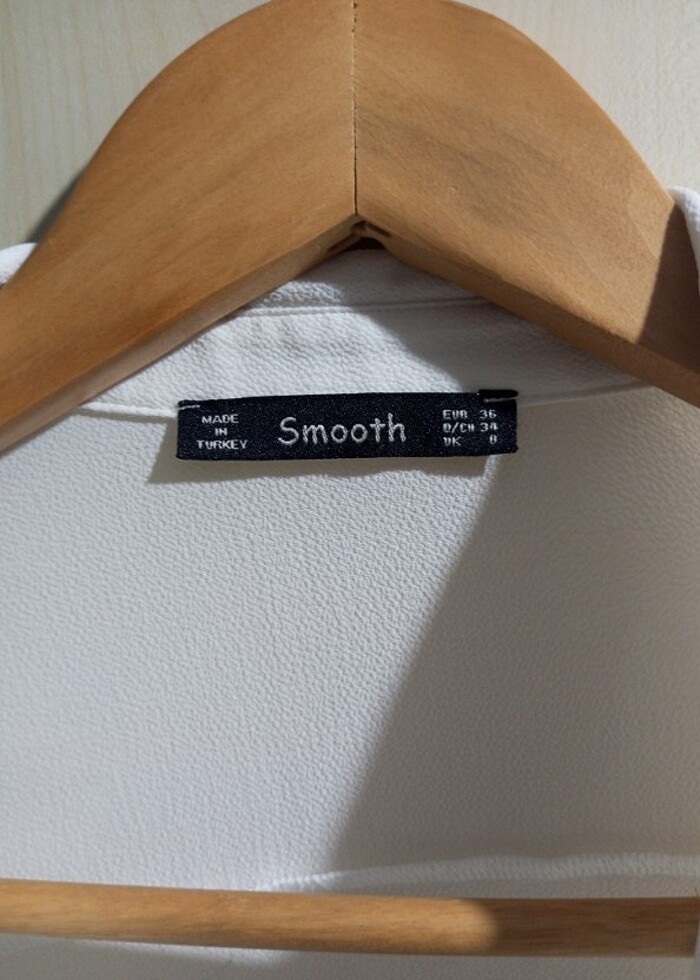 MADE
IN
TURKEY
Smooth
EUR 36
D/CH 34
UK 8